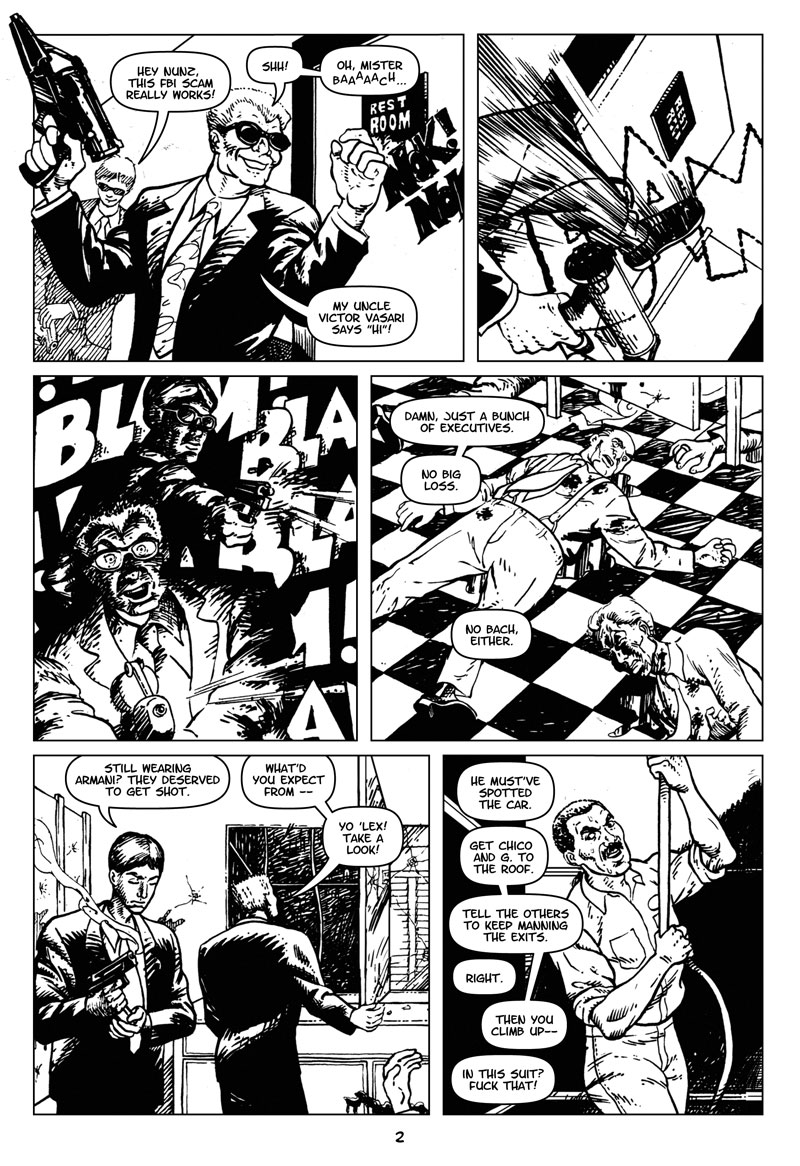 HEY NUNZ,
THIS FBI SCAM
REALLY WORKS!
SHH!
OH, MISTER
BAAAAACH...
REST
ROOM
NOK!
NOK!
MY UNCLE
VICTOR VASARI
SAYS "HI"!
BLAM!
BLA
DAMN, JUST A BUNCH
OF EXECUTIVES.
NO BIG
LOSS.
NO BACH,
EITHER.
STILL WEARING
ARMANI? THEY DESERVED
TO GET SHOT.
WHAT'D
YOU EXPECT
FROM --
YO 'LEX!
TAKE A
LOOK!
HE MUST'VE
SPOTTED
THE CAR.
GET CHICO
AND G. TO
THE ROOF.
TELL THE OTHERS
TO KEEP MANNING
THE EXITS.
RIGHT.
THEN YOU
CLIMB UP--
IN THIS SUIT?
FUCK THAT!
2